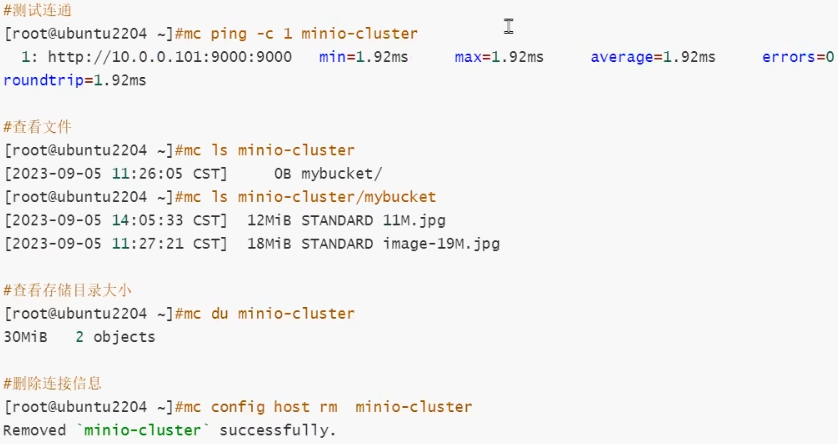 #测试连通
[root@ubuntu2204 ~]#mc ping -c 1 minio-cluster
1: http://10.0.0.101:9000:9000 min=1.92ms max=1.92ms average=1.92ms errors=0
roundtrip=1.92ms
#查看文件
[root@ubuntu2204 ~]#mc ls minio-cluster
[2023-09-05 11:26:05 CST] 0B mybucket/
[root@ubuntu2204 ~]#mc ls minio-cluster/mybucket
[2023-09-05 14:05:33 CST] 12MiB STANDARD 11M.jpg
[2023-09-05 11:27:21 CST] 18MiB STANDARD image-19M.jpg
#查看存储目录大小
[root@ubuntu2204 ~]#mc du minio-cluster
30MiB 2 objects
#删除连接信息
[root@ubuntu2204 ~]#mc config host rm minio-cluster
Removed `minio-cluster` successfully.